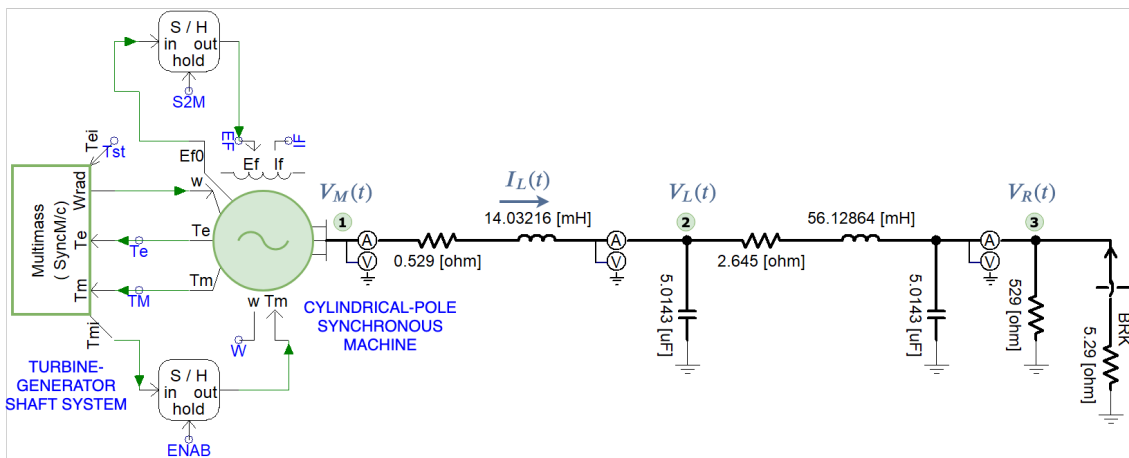 S / H
in out
hold
S2M
Tei
Tst
Ef0
EF
IF
Ef If
Wrad
w
Multimass
( SyncM/c)
Te
Te
Te
Tm
Tm
TM
Tmi
w Tm
W
CYLINDRICAL-POLE
SYNCHRONOUS
MACHINE
TURBINE-
GENERATOR
SHAFT SYSTEM
S / H
in out
hold
ENAB
V_M(t)
1
A
V
0.529 [ohm]
I_L(t)
14.03216 [mH]
A
V
V_L(t)
2
5.0143 [uF]
2.645 [ohm]
56.12864 [mH]
5.0143 [uF]
A
V
V_R(t)
3
529 [ohm]
BRK
5.29 [ohm]